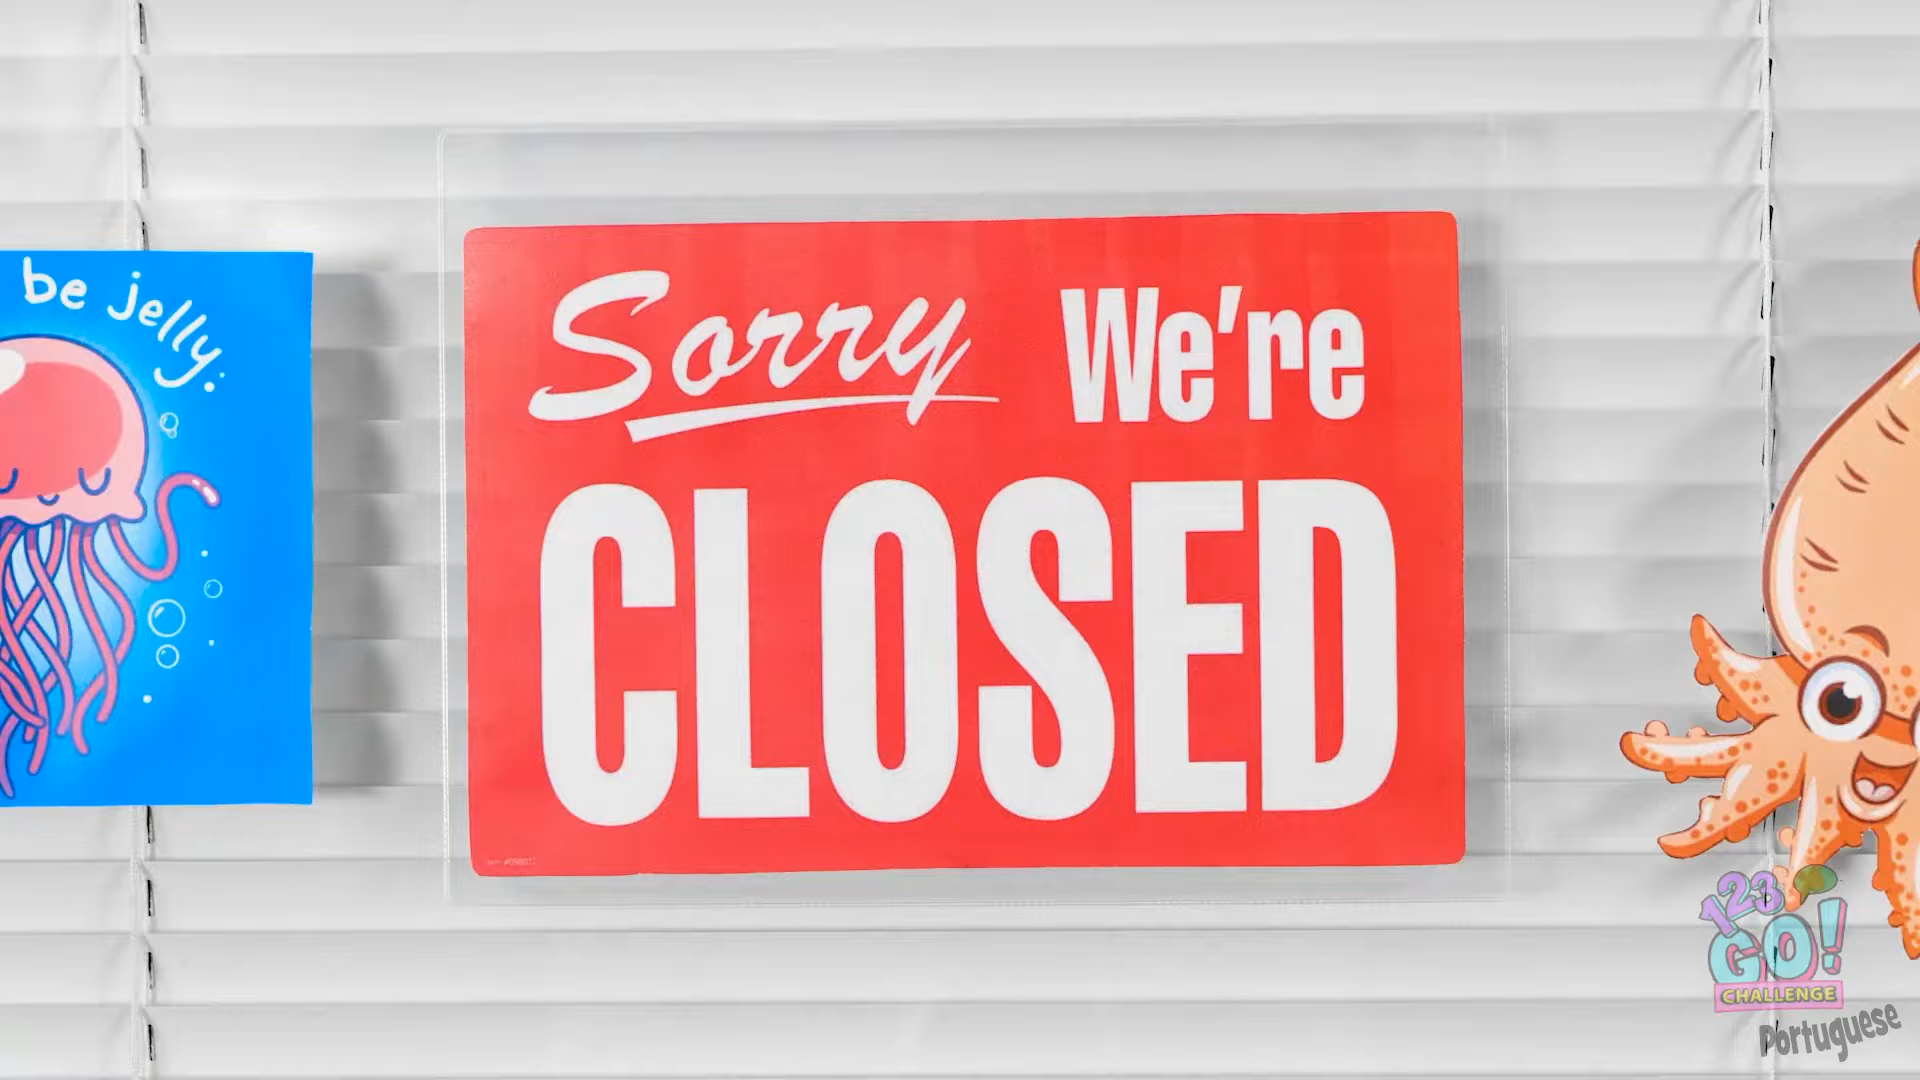 be jelly.
Sorry We're
CLOSED
123
GO!
CHALLENGE
Portuguese